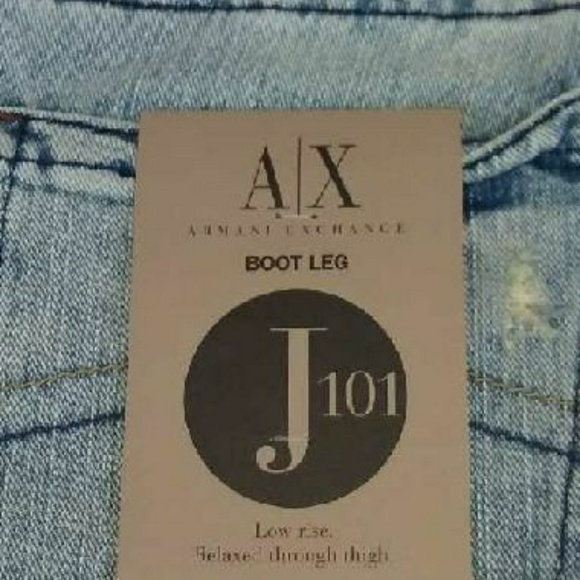 A|X
ARMANI EXCHANGE
BOOT LEG
J101
Low rise.
Relaxed through thigh